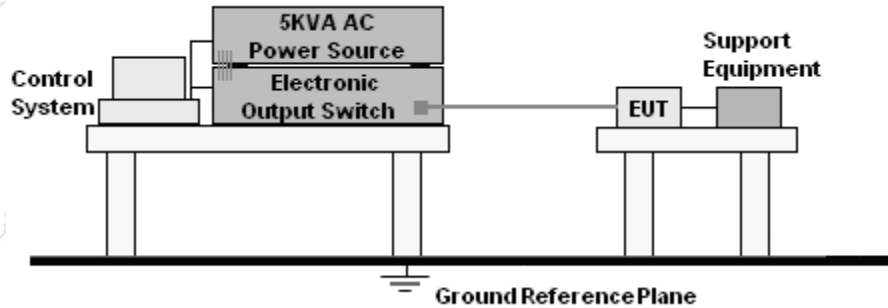 5KVA AC
Power Source
Control
System
Electronic
Output Switch
EUT
Support
Equipment
Ground Reference Plane